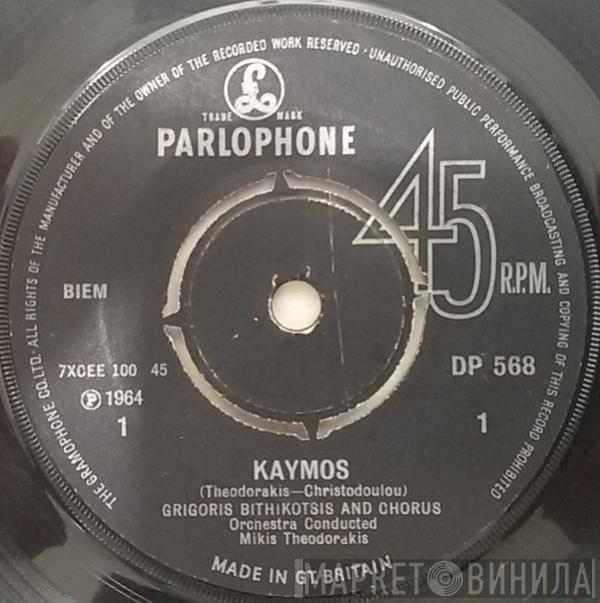 THE GRAMOPHONE CO. LTD. ALL RIGHTS OF THE MANUFACTURER AND OF THE OWNER OF THE RECORDED WORK RESERVED · UNAUTHORISED PUBLIC PERFORMANCE BROADCASTING AND COPYING OF THIS RECORD PROHIBITED
£
TRADE MARK
PARLOPHONE
45
R.P.M.
BIEM
7XCEE 100 45
DP 568
℗ 1964
1
1
KAYMOS
(Theodorakis—Christodoulou)
GRIGORIS BITHIKOTSIS AND CHORUS
Orchestra Conducted
Mikis Theodorakis
MADE IN GT. BRITAIN
МАРКЕТ ВИНИЛА